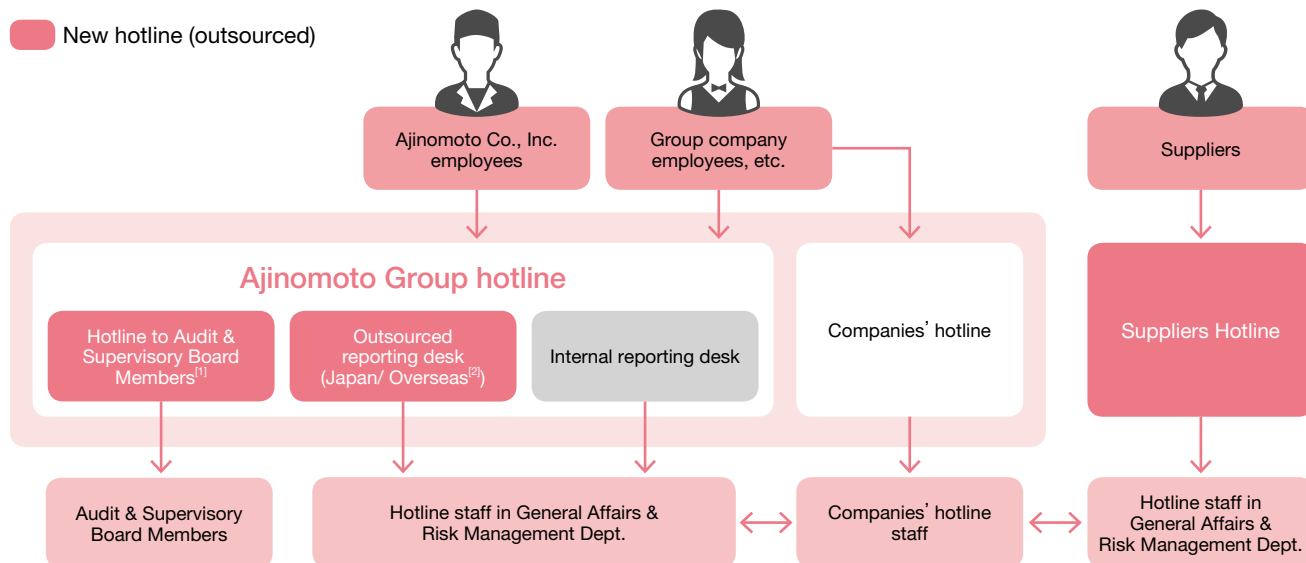 New hotline (outsourced)
Ajinomoto Co., Inc.
employees
Group company
employees, etc.
Suppliers
Ajinomoto Group hotline
Hotline to Audit &
Supervisory Board
Members[1]
Outsourced
reporting desk
(Japan/ Overseas[2])
Internal reporting desk
Companies’ hotline
Suppliers Hotline
Audit & Supervisory
Board Members
Hotline staff in General Affairs &
Risk Management Dept.
Companies’ hotline
staff
Hotline staff in
General Affairs &
Risk Management Dept.